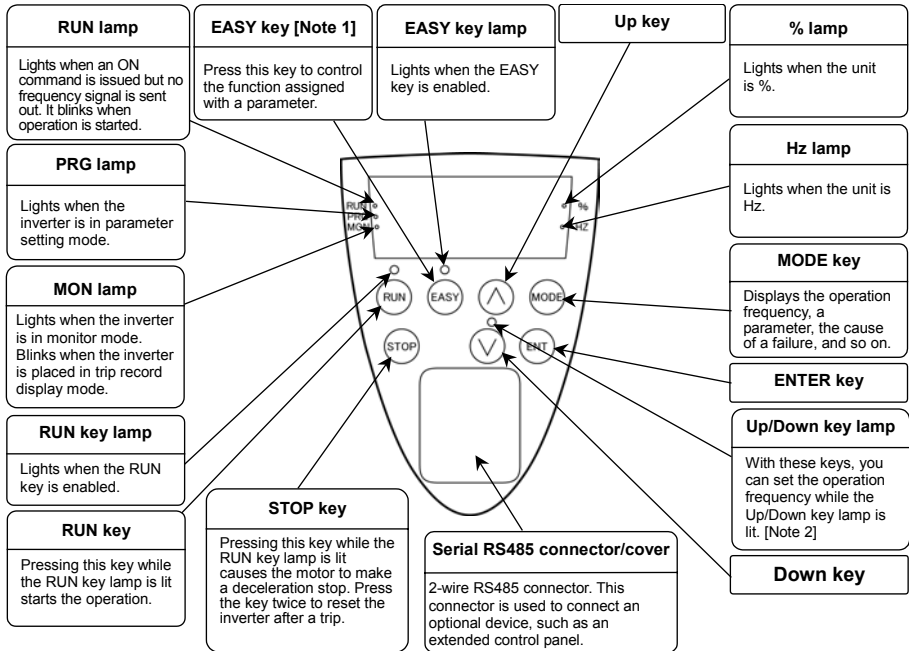 RUN lamp
Lights when an ON
command is issued but no
frequency signal is sent
out. It blinks when
operation is started.
EASY key [Note 1]
Press this key to control
the function assigned
with a parameter.
EASY key lamp
Lights when the EASY
key is enabled.
Up key
% lamp
Lights when the unit
is %.
PRG lamp
Lights when the
inverter is in parameter
setting mode.
Hz lamp
Lights when the unit is
Hz.
MON lamp
Lights when the inverter
is in monitor mode.
Blinks when the inverter
is placed in trip record
display mode.
MODE key
Displays the operation
frequency, a
parameter, the cause
of a failure, and so on.
ENTER key
RUN key lamp
Lights when the RUN
key is enabled.
Up/Down key lamp
With these keys, you
can set the operation
frequency while the
Up/Down key lamp is
lit. [Note 2]
RUN key
Pressing this key while
the RUN key lamp is lit
starts the operation.
STOP key
Pressing this key while the
RUN key lamp is lit
causes the motor to make
a deceleration stop. Press
the key twice to reset the
inverter after a trip.
Serial RS485 connector/cover
2-wire RS485 connector. This
connector is used to connect an
optional device, such as an
extended control panel.
Down key
RUN
PRG
MON
%
HZ
RUN
EASY
MODE
STOP
ENT